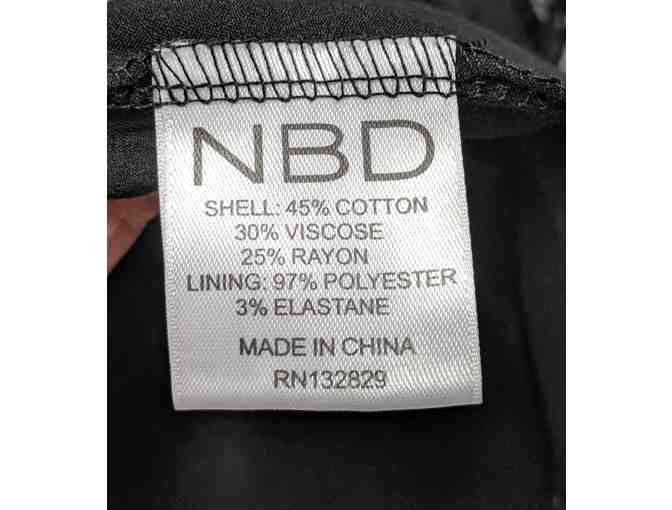 NBD
SHELL: 45% COTTON
30% VISCOSE
25% RAYON
LINING: 97% POLYESTER
3% ELASTANE
MADE IN CHINA
RN132829